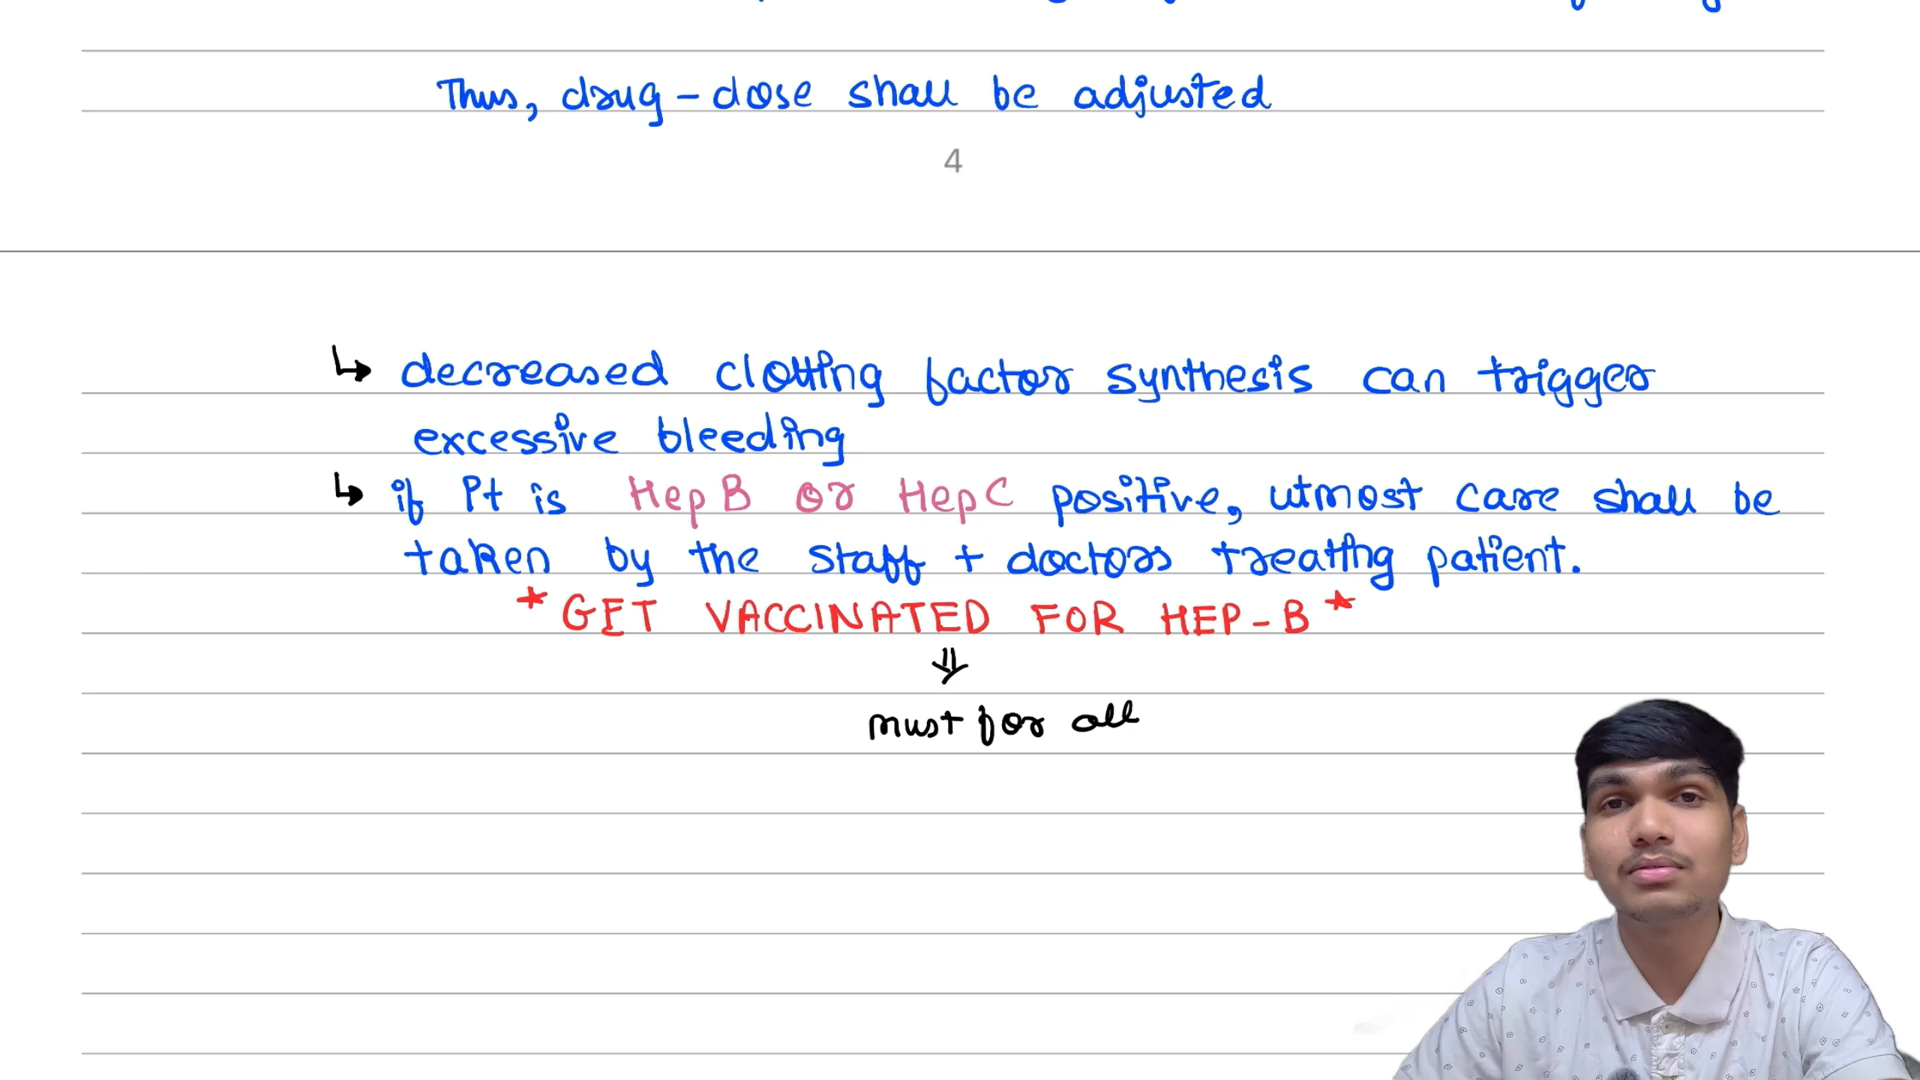 Thus, drug-dose shall be adjusted
4
↳ decreased clotting factor synthesis can trigger
excessive bleeding
↳ if Pt is Hep B or Hep C positive, utmost care shall be
taken by the staff + doctors treating patient.
* GET VACCINATED FOR HEP-B *
⇓
must for all